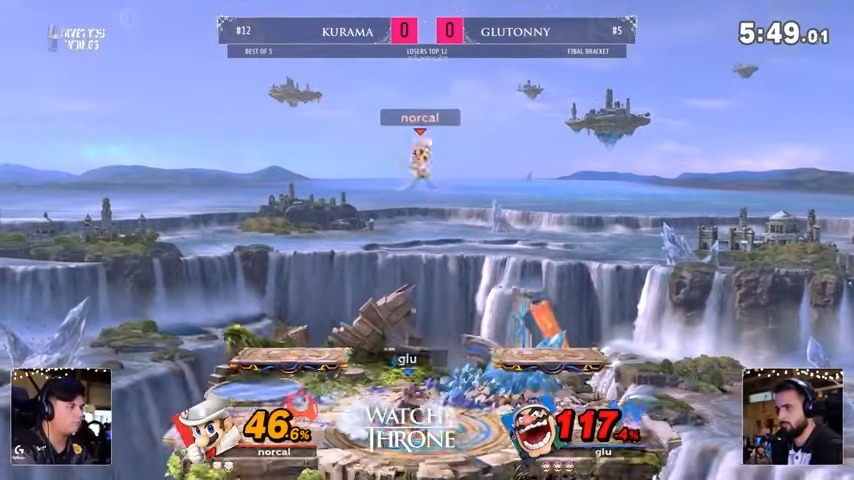 #12 KURAMA 0 0 GLUTONNY #5
BEST OF 5 LOSERS TOP 12 FINAL BRACKET
5:49.01
norcal
glu
46.6%
norcal
WATCH THE
THRONE
117.4%
glu